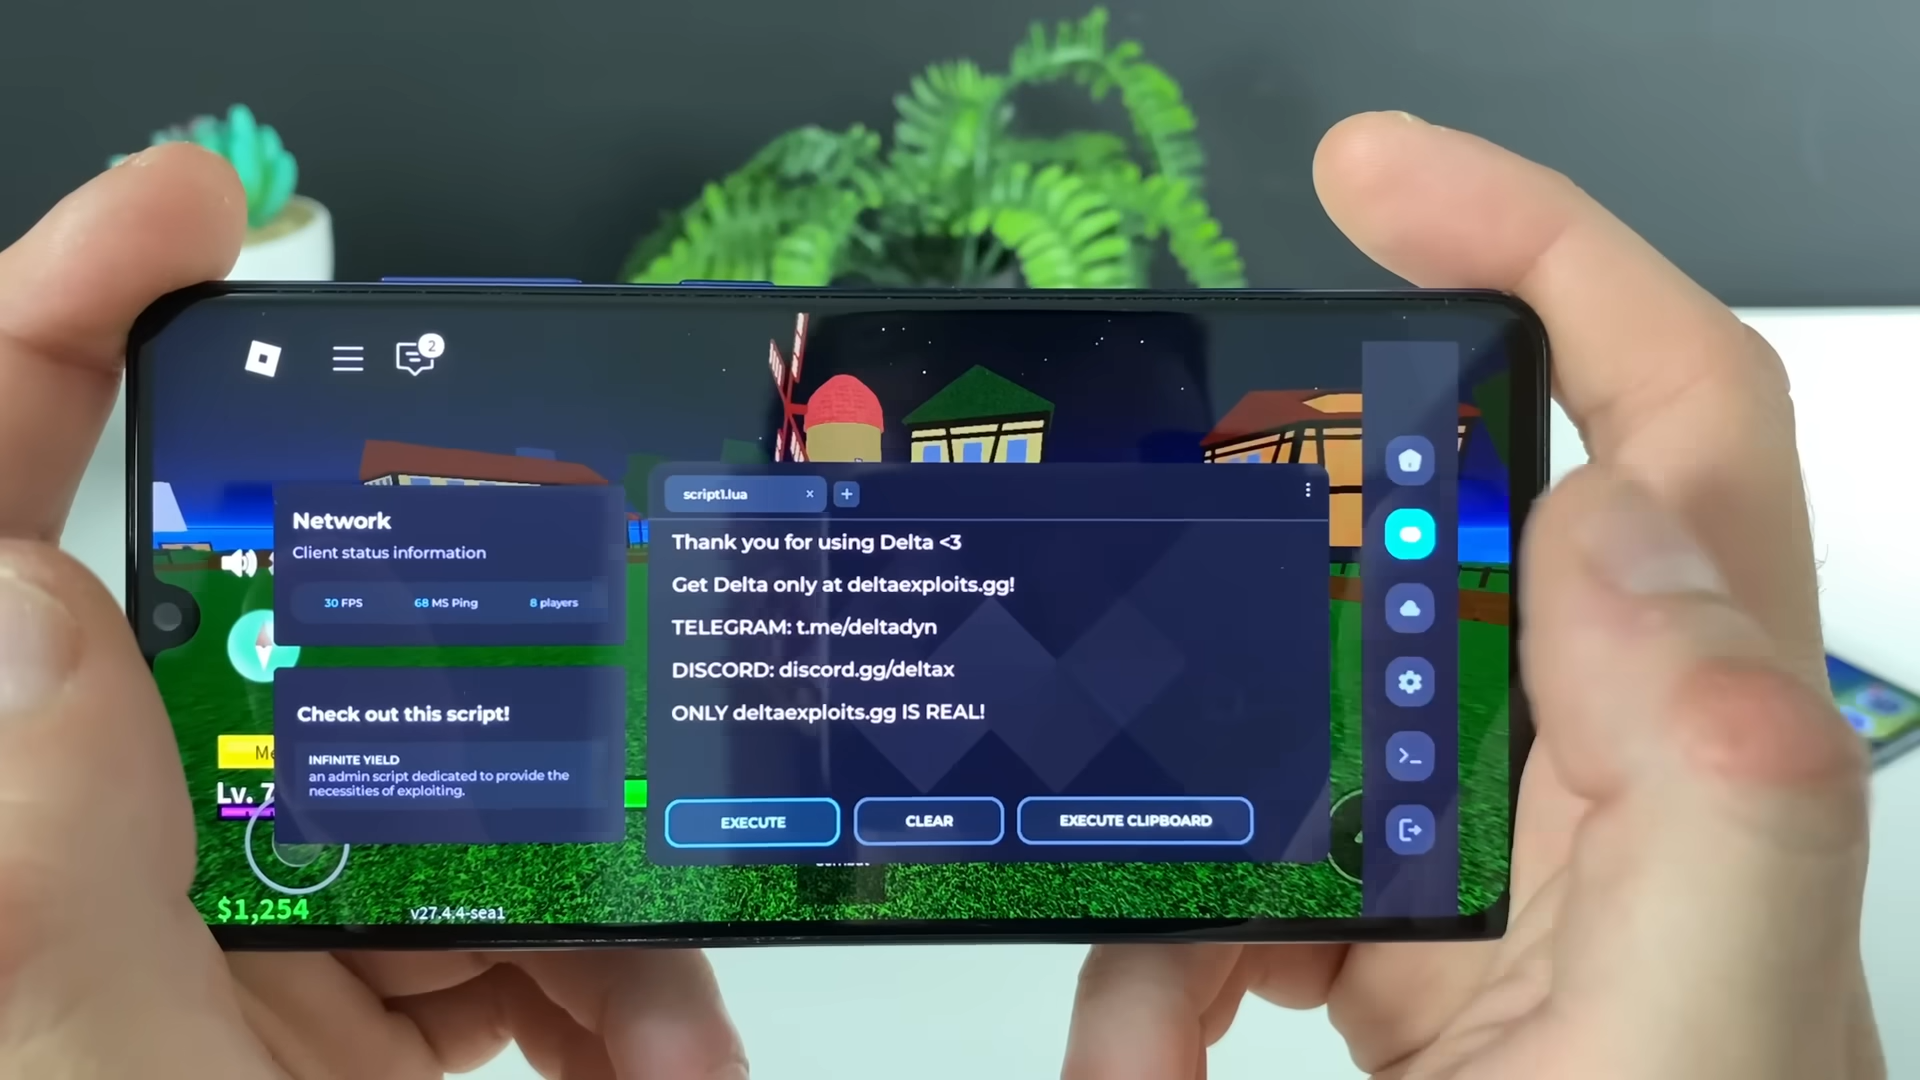 2
script1.lua x +
Network
Client status information
30 FPS 68 MS Ping 8 players
Check out this script!
INFINITE YIELD
an admin script dedicated to provide the
necessities of exploiting.
Thank you for using Delta <3
Get Delta only at deltaexploits.gg!
TELEGRAM: t.me/deltadyn
DISCORD: discord.gg/deltax
ONLY deltaexploits.gg IS REAL!
EXECUTE CLEAR EXECUTE CLIPBOARD
Me
Lv. 7
$1,254
v27.4.4-sea1